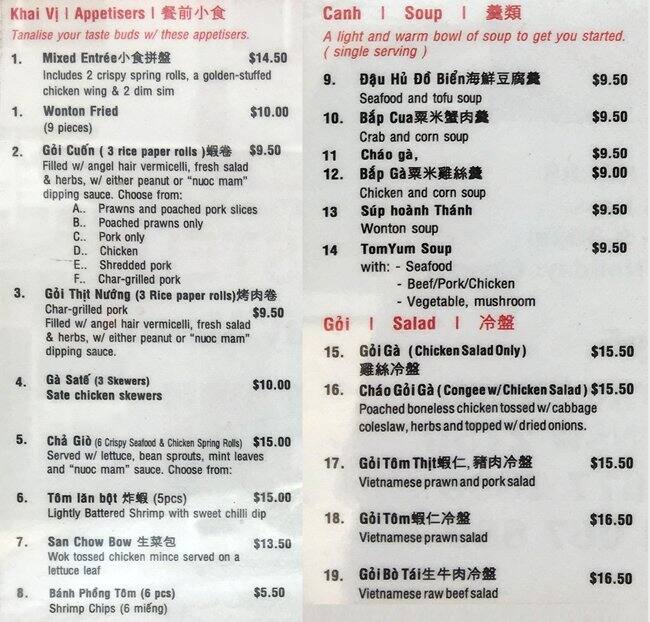 Khai Vị | Appetisers | 餐前小食
Tanalise your taste buds w/ these appetisers.
1. Mixed Entrée小食拼盤 $14.50
Includes 2 crispy spring rolls, a golden-stuffed
chicken wing & 2 dim sim
1. Wonton Fried $10.00
(9 pieces)
2. Gỏi Cuốn ( 3 rice paper rolls )蝦卷 $9.50
Filled w/ angel hair vermicelli, fresh salad
& herbs, w/ either peanut or "nuoc mam"
dipping sauce. Choose from:
A.. Prawns and poached pork slices
B.. Poached prawns only
C.. Pork only
D.. Chicken
E.. Shredded pork
F.. Char-grilled pork
3. Gỏi Thịt Nướng (3 Rice paper rolls)烤肉卷
Char-grilled pork $9.50
Filled w/ angel hair vermicelli, fresh salad
& herbs, w/ either peanut or "nuoc mam"
dipping sauce.
4. Gà Satế (3 Skewers) $10.00
Sate chicken skewers
5. Chả Giò (6 Crispy Seafood & Chicken Spring Rolls) $15.00
Served w/ lettuce, bean sprouts, mint leaves
and "nuoc mam" sauce. Choose from:
6. Tôm lăn bột 炸蝦 (5pcs) $15.00
Lightly Battered Shrimp with sweet chilli dip
7. San Chow Bow 生菜包 $13.50
Wok tossed chicken mince served on a
lettuce leaf
8. Bánh Phồng Tôm (6 pcs) $5.50
Shrimp Chips (6 miếng)
Canh | Soup | 羹類
A light and warm bowl of soup to get you started.
( single serving )
9. Đậu Hủ Đồ Biển海鮮豆腐羹 $9.50
Seafood and tofu soup
10. Bắp Cua粟米蟹肉羹 $9.50
Crab and corn soup
11 Cháo gà, $9.50
12. Bắp Gà粟米雞絲羹 $9.00
Chicken and corn soup
13 Súp hoành Thánh $9.50
Wonton soup
14 TomYum Soup $9.50
with: - Seafood
- Beef/Pork/Chicken
- Vegetable, mushroom
Gỏi | Salad | 冷盤
15. Gỏi Gà (Chicken Salad Only) $15.50
雞絲冷盤
16. Cháo Gỏi Gà (Congee w/ Chicken Salad) $15.50
Poached boneless chicken tossed w/ cabbage
coleslaw, herbs and topped w/ dried onions.
17. Gỏi Tôm Thịt蝦仁, 豬肉冷盤 $15.50
Vietnamese prawn and pork salad
18. Gỏi Tôm蝦仁冷盤 $16.50
Vietnamese prawn salad
19. Gỏi Bò Tái生牛肉冷盤 $16.50
Vietnamese raw beef salad